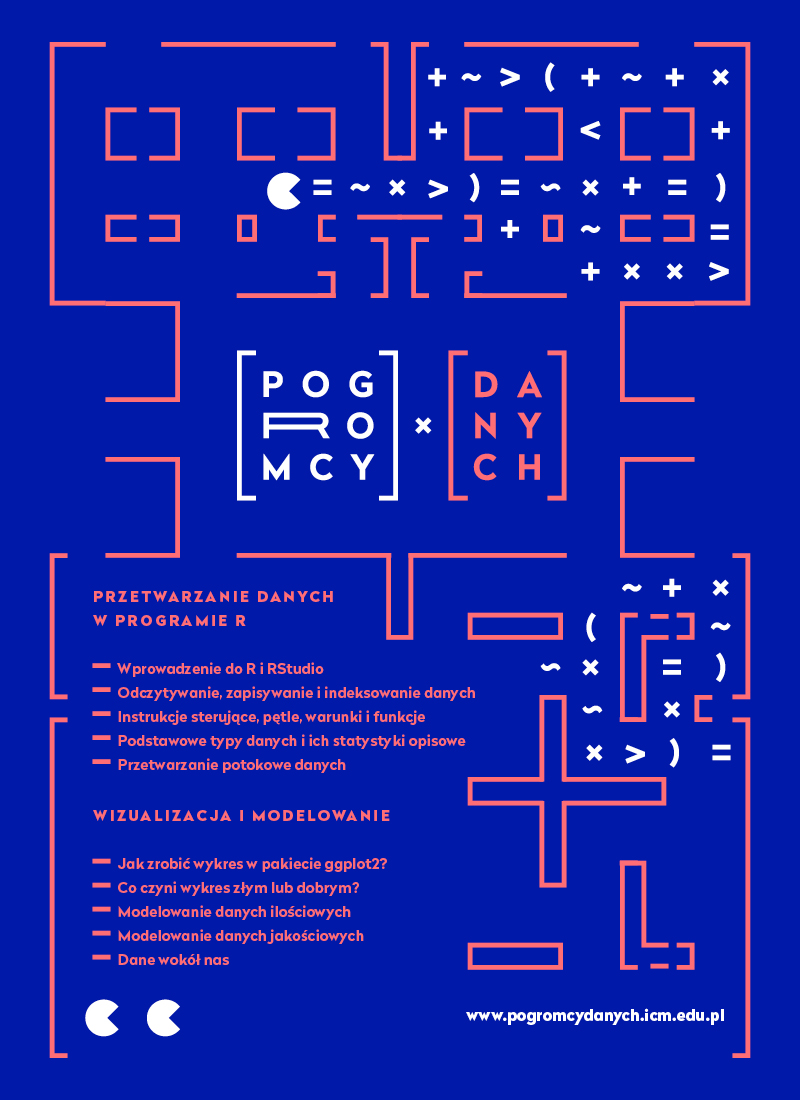 + ~ > ( + ~ + ×
+ < +
= ~ × > ) = ~ × + = )
+ ~ =
+ × × >
POG DA
RO × NY
MCY CH
~ + ×
( ~
~ × = )
~ ×
× > ) =
PRZETWARZANIE DANYCH
W PROGRAMIE R
Wprowadzenie do R i RStudio
Odczytywanie, zapisywanie i indeksowanie danych
Instrukcje sterujące, pętle, warunki i funkcje
Podstawowe typy danych i ich statystyki opisowe
Przetwarzanie potokowe danych
WIZUALIZACJA I MODELOWANIE
Jak zrobić wykres w pakiecie ggplot2?
Co czyni wykres złym lub dobrym?
Modelowanie danych ilościowych
Modelowanie danych jakościowych
Dane wokół nas
www.pogromcydanych.icm.edu.pl